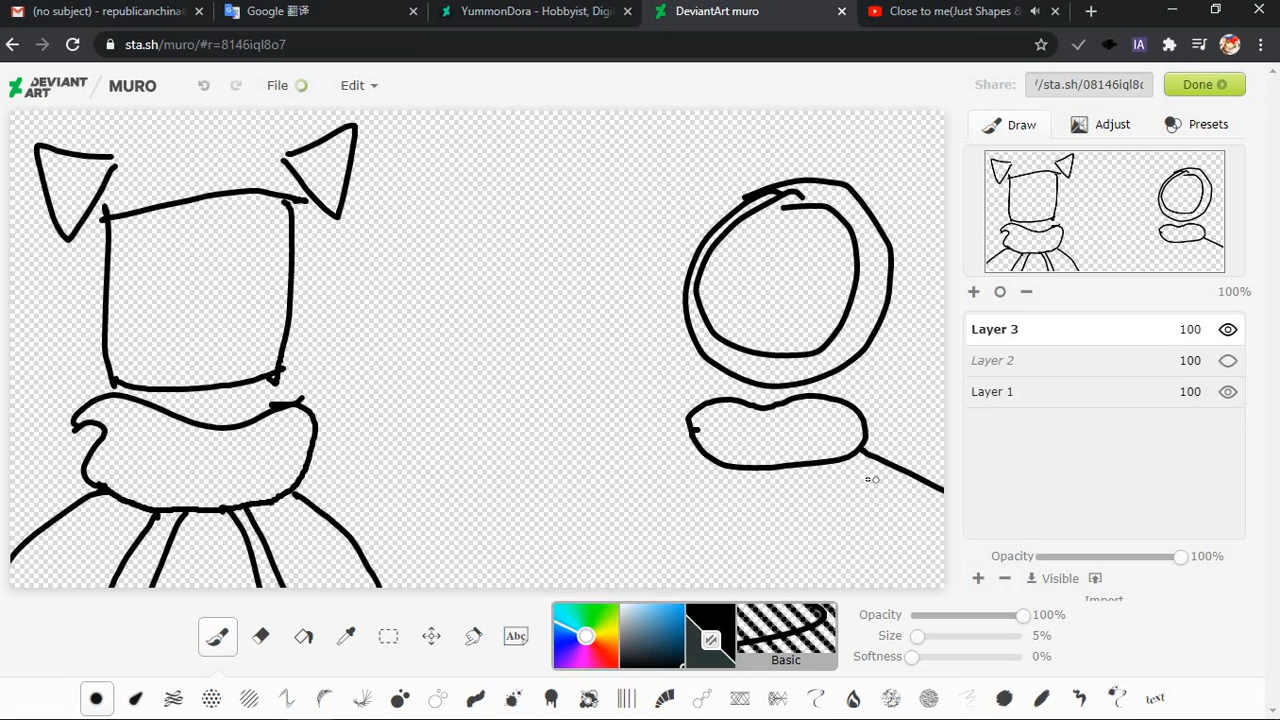 (no subject) - republicanchina
Google 翻译
YummonDora - Hobbyist, Digi
DeviantArt muro
Close to me(Just Shapes &
sta.sh/muro/#r=8146iql8o7
IA
DEVIANT ART
MURO
File
Edit
Share:
//sta.sh/08146iql8o
Done
Draw
Adjust
Presets
100%
Layer 3 100
Layer 2 100
Layer 1 100
Opacity 100%
Visible
Import
Abc
Basic
Opacity 100%
Size 5%
Softness 0%
text